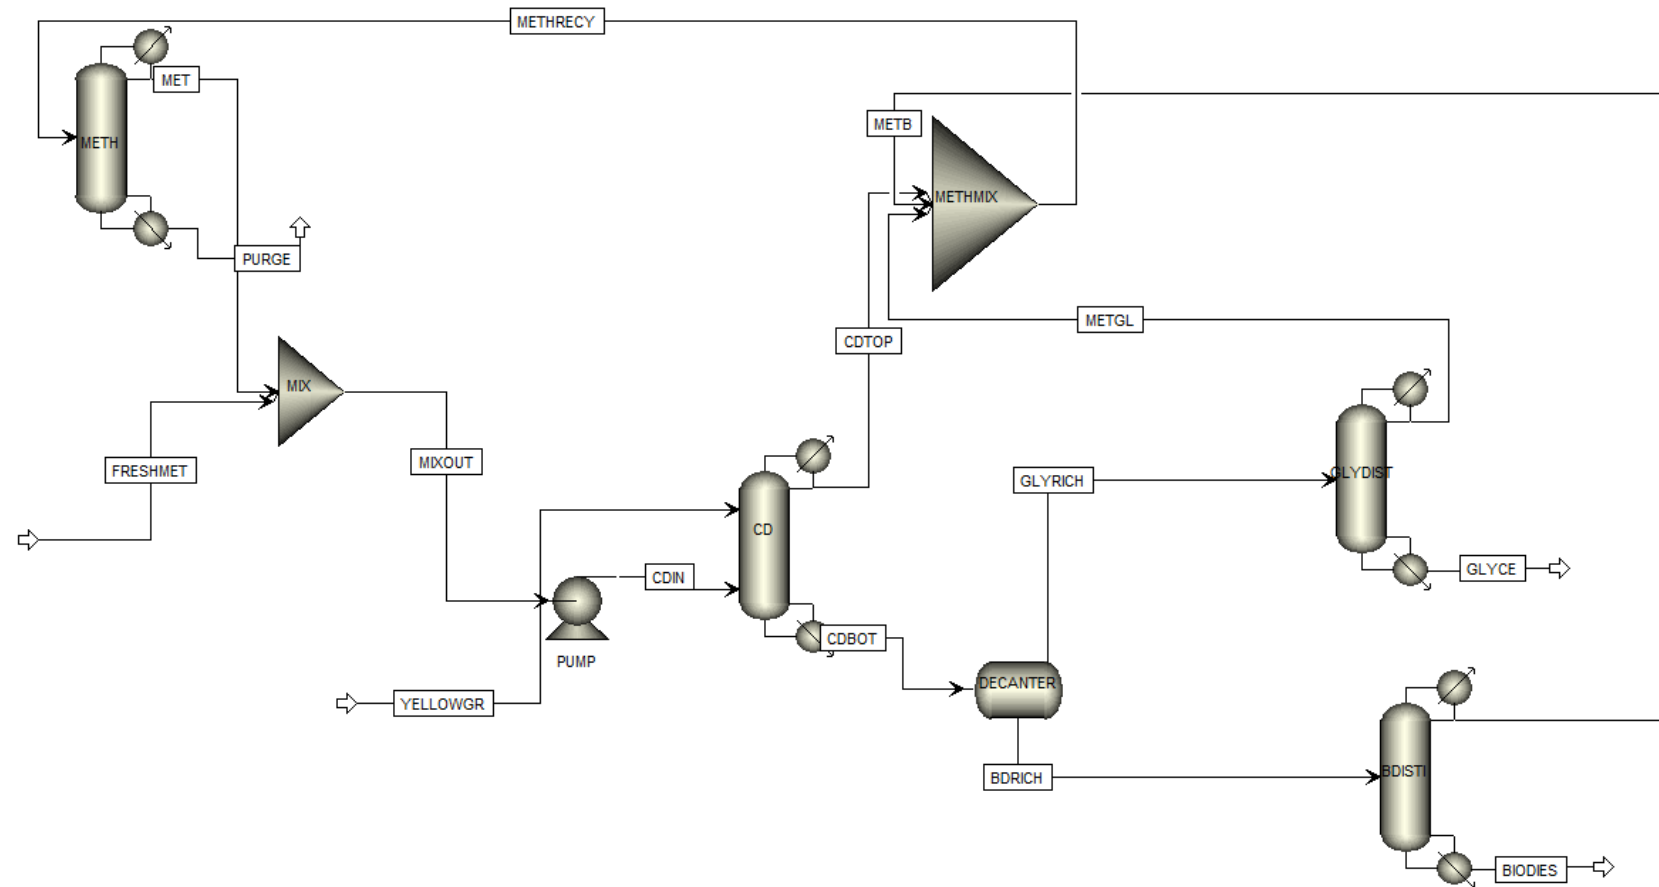 METHRECY
MET
METB
METH
METHMIX
PURGE
METGL
CDTOP
MIX
FRESHMET
MIXOUT
GLYRICH
GLYDIST
CD
CDIN
GLYCE
CDBOT
PUMP
DECANTER
YELLOWGR
BDRICH
BDISTI
BIODIES